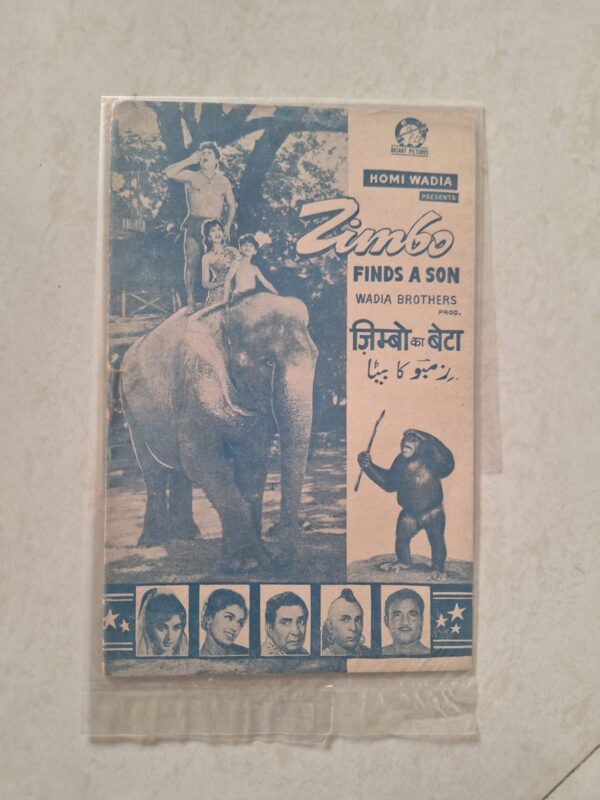 BASANT PICTURES
HOMI WADIA
PRESENTS
Zimbo
FINDS A SON
WADIA BROTHERS
PROD.
ज़िम्बो का बेटा
زمبو کا بیٹا